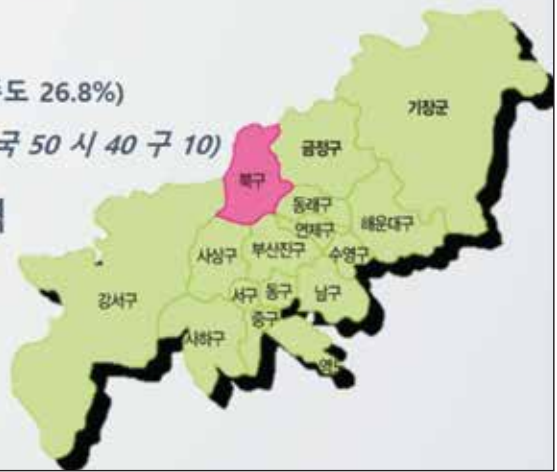 도 26.8%)
국 50 시 40 구 10)
기장군
금정구
북구
동래구
연제구
해운대구
사상구
부산진구
수영구
강서구
서구
동구
남구
중구
사하구